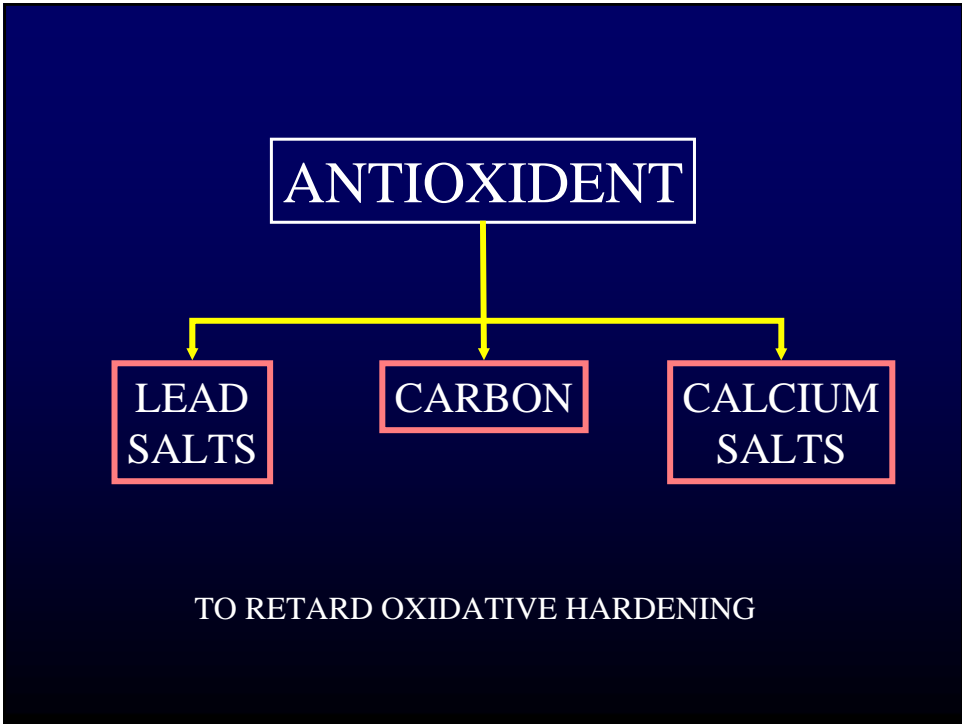 ANTIOXIDENT
LEAD
SALTS
CARBON
CALCIUM
SALTS
TO RETARD OXIDATIVE HARDENING